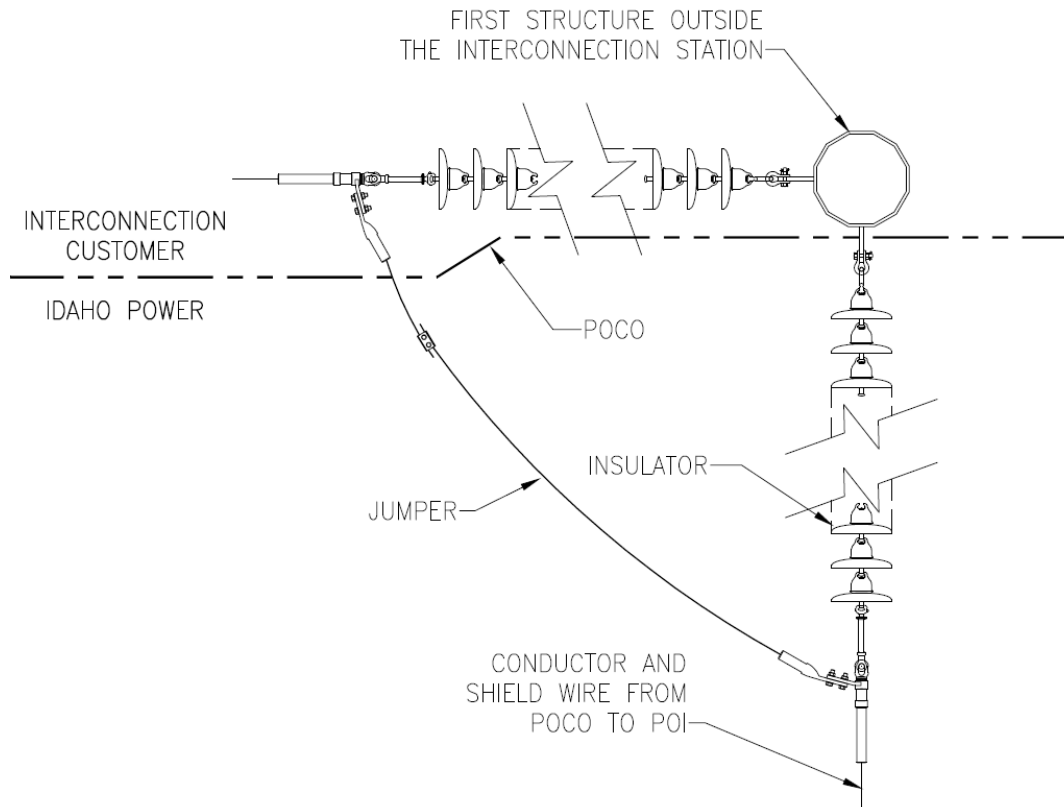 FIRST STRUCTURE OUTSIDE
THE INTERCONNECTION STATION
INTERCONNECTION
CUSTOMER
IDAHO POWER
POCO
INSULATOR
JUMPER
CONDUCTOR AND
SHIELD WIRE FROM
POCO TO POI